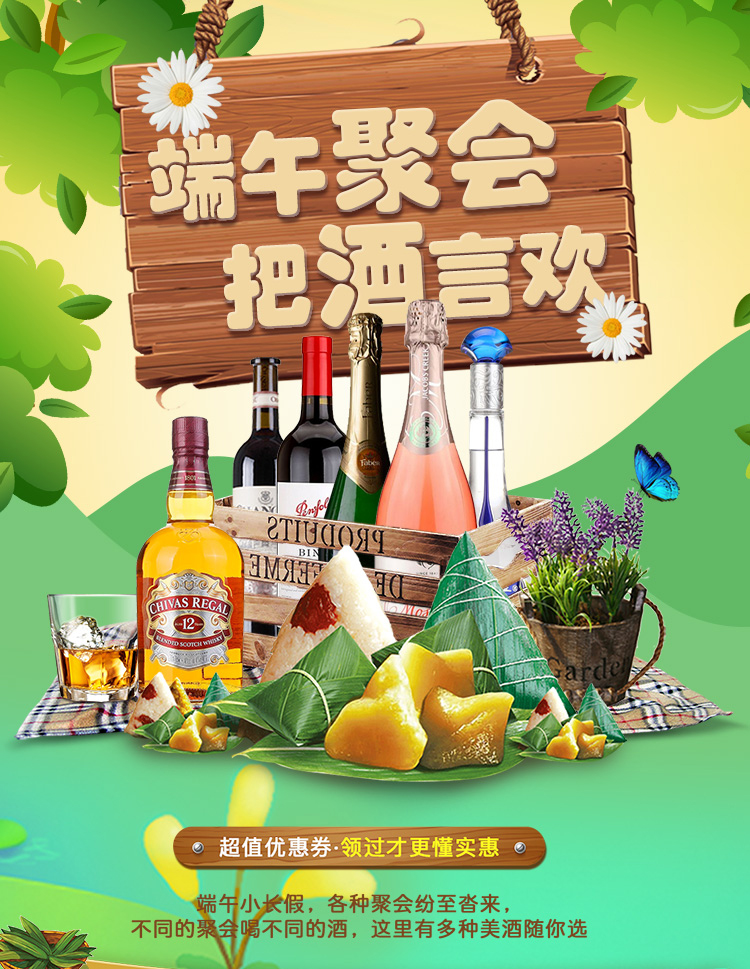 端午聚会
把酒言欢
1801
CHIVAS REGAL
12
BLENDED SCOTCH WHISKY
Penfolds
BIN
PRODUITS
DE
FERME
Garden
超值优惠券·领过才更懂实惠
端午小长假，各种聚会纷至沓来，
不同的聚会喝不同的酒，这里有多种美酒随你选